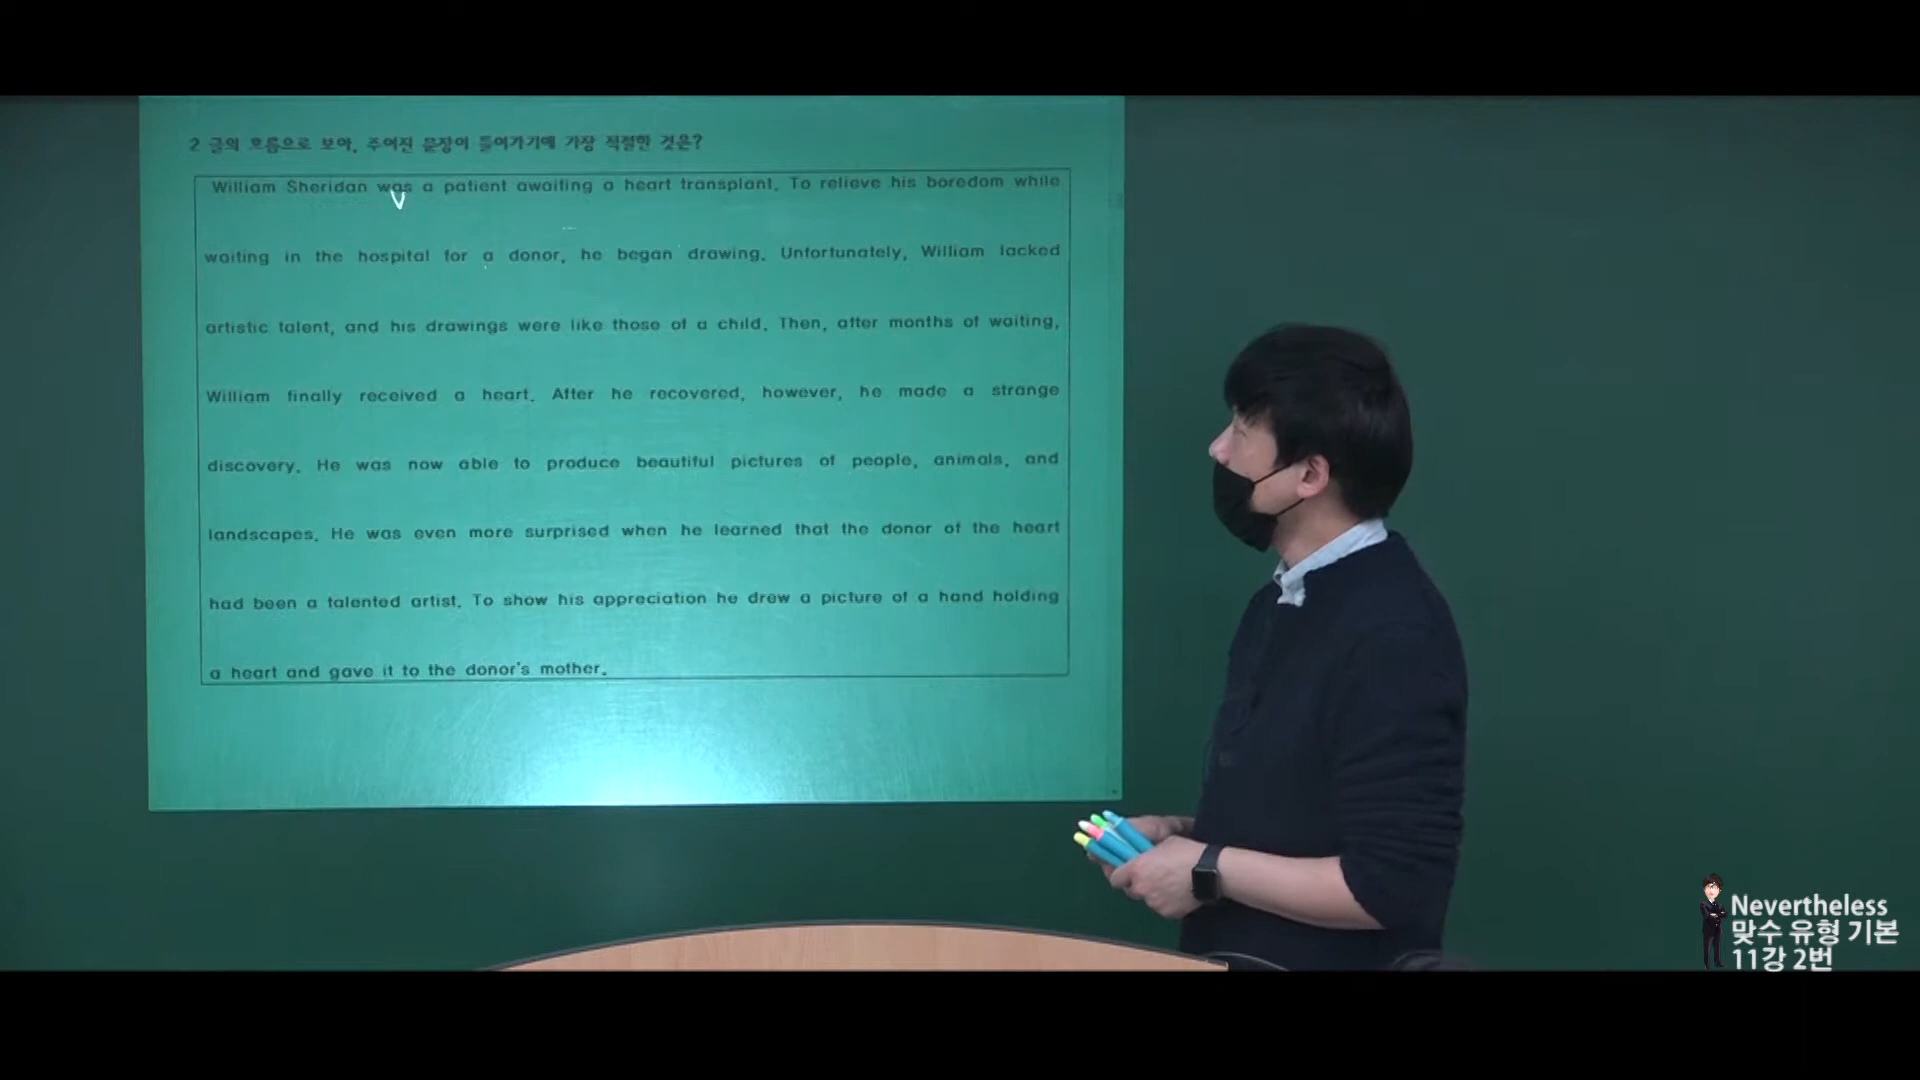 2 글의 흐름으로 보아, 주어진 문장이 들어가기에 가장 적절한 것은?
William Sheridan was a patient awaiting a heart transplant. To relieve his boredom while
V
waiting in the hospital for a donor, he began drawing. Unfortunately, William lacked
artistic talent, and his drawings were like those of a child. Then, after months of waiting,
William finally received a heart. After he recovered, however, he made a strange
discovery. He was now able to produce beautiful pictures of people, animals, and
landscapes. He was even more surprised when he learned that the donor of the heart
had been a talented artist. To show his appreciation he drew a picture of a hand holding
a heart and gave it to the donor's mother.
Nevertheless
맞수 유형 기본
11강 2번